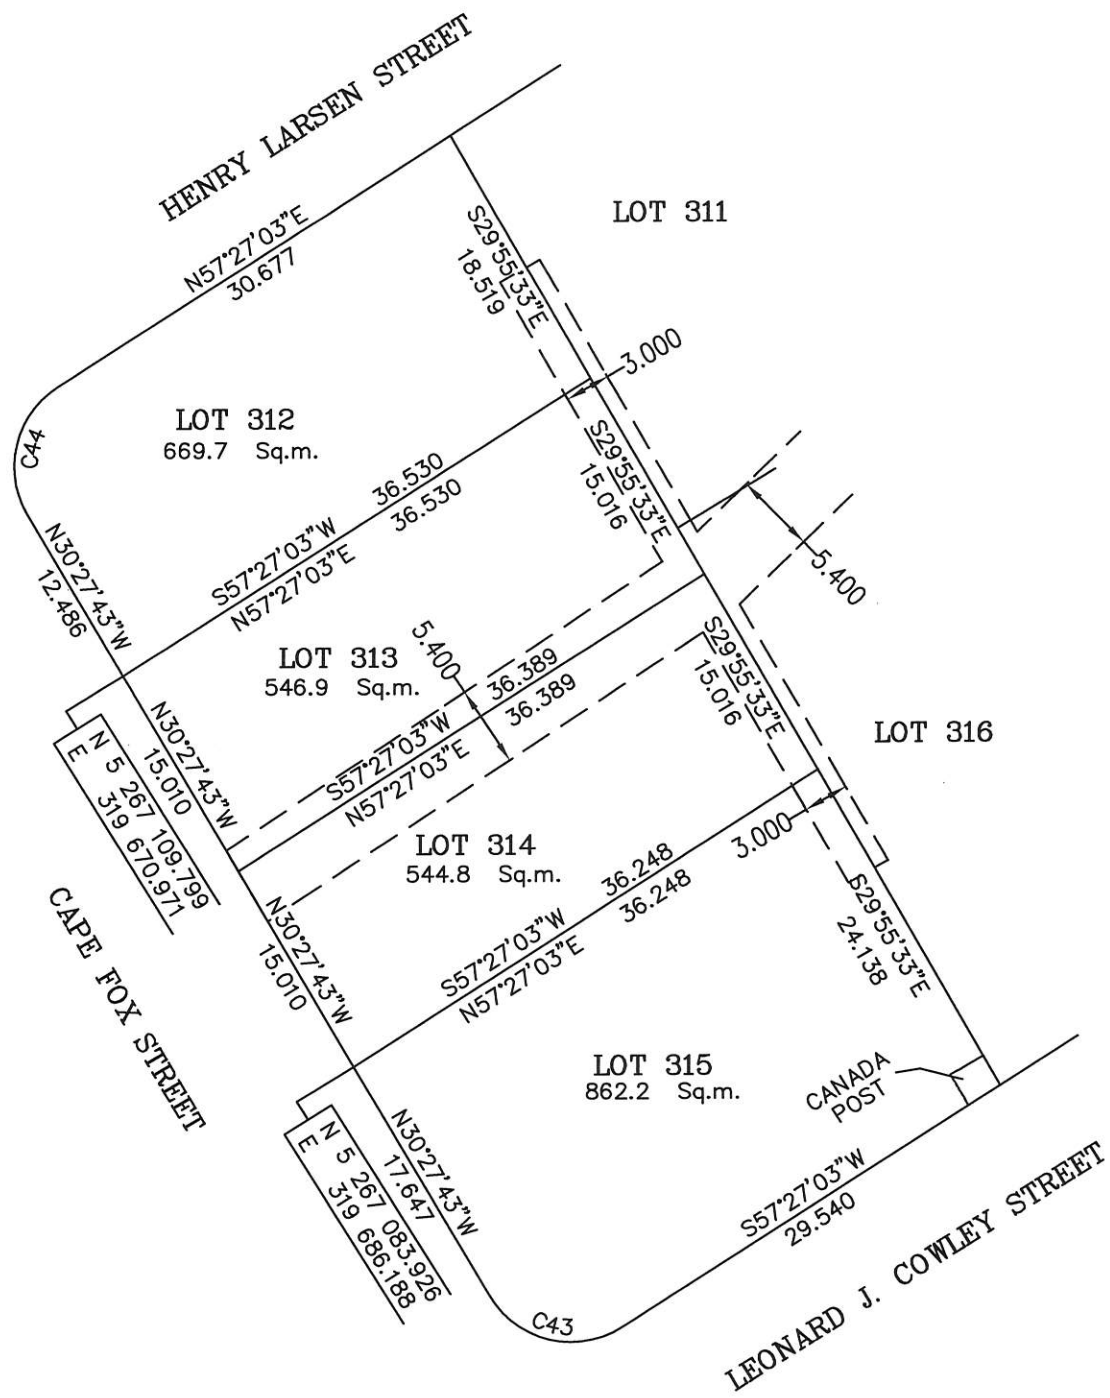 HENRY LARSEN STREET
N57°27'03"E
30.677
S29°55'33"E
18.519
LOT 311
3.000
C44
LOT 312
669.7 Sq.m.
36.530
36.530
S57°27'03"W
N57°27'03"E
S29°55'33"E
15.016
5.400
N30°27'43"W
12.486
LOT 313
546.9 Sq.m.
5.400
36.389
36.389
S57°27'03"W
N57°27'03"E
S29°55'33"E
15.016
LOT 316
N30°27'43"W
15.010
N 5 267 109.799
E 319 670.971
LOT 314
544.8 Sq.m.
3.000
36.248
36.248
S57°27'03"W
N57°27'03"E
S29°55'33"E
24.138
CAPE FOX STREET
N30°27'43"W
15.010
LOT 315
862.2 Sq.m.
CANADA
POST
N30°27'43"W
17.647
N 5 267 083.926
E 319 686.188
S57°27'03"W
29.540
C43
LEONARD J. COWLEY STREET